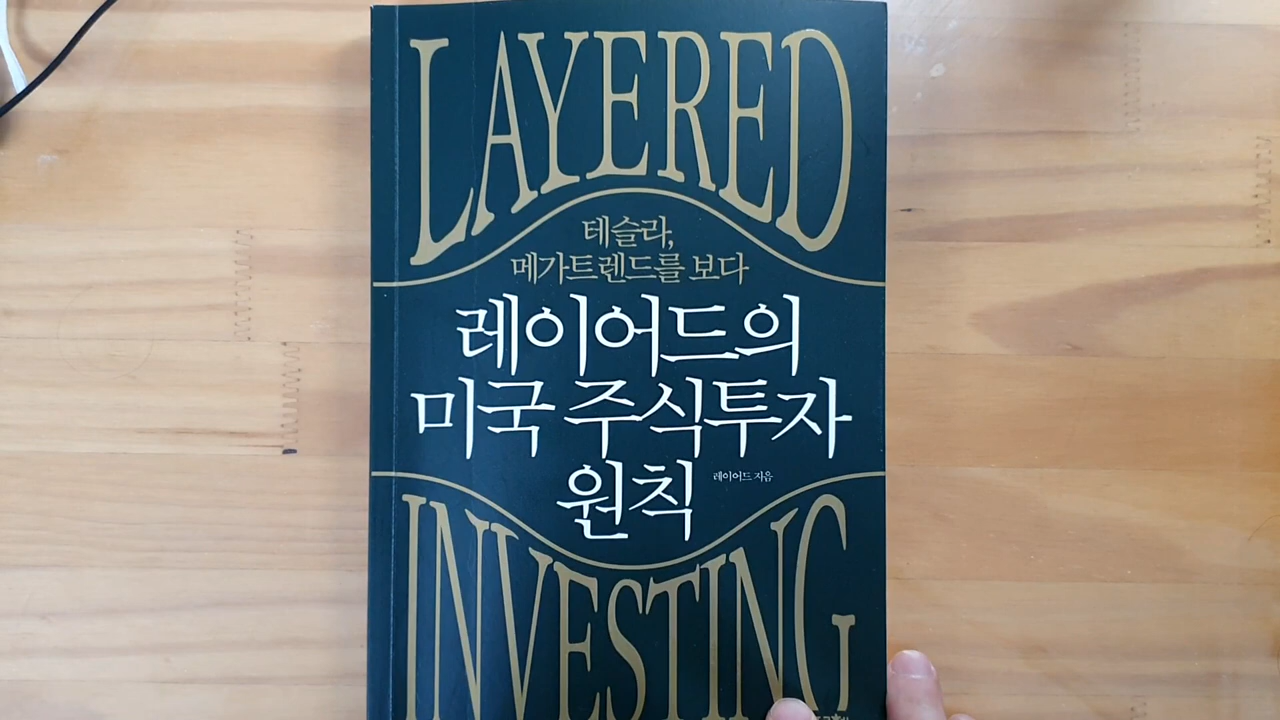 LAYERED
테슬라,
메가트렌드를 보다
레이어드의
미국 주식투자
원칙
레이어드 지음
INVESTING